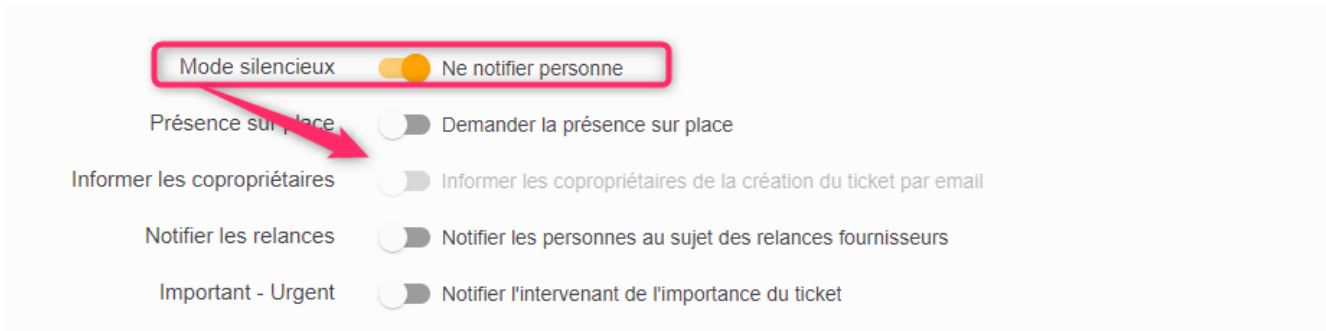 Mode silencieux Ne notifier personne
Présence sur place Demander la présence sur place
Informer les copropriétaires Informer les copropriétaires de la création du ticket par email
Notifier les relances Notifier les personnes au sujet des relances fournisseurs
Important - Urgent Notifier l'intervenant de l'importance du ticket